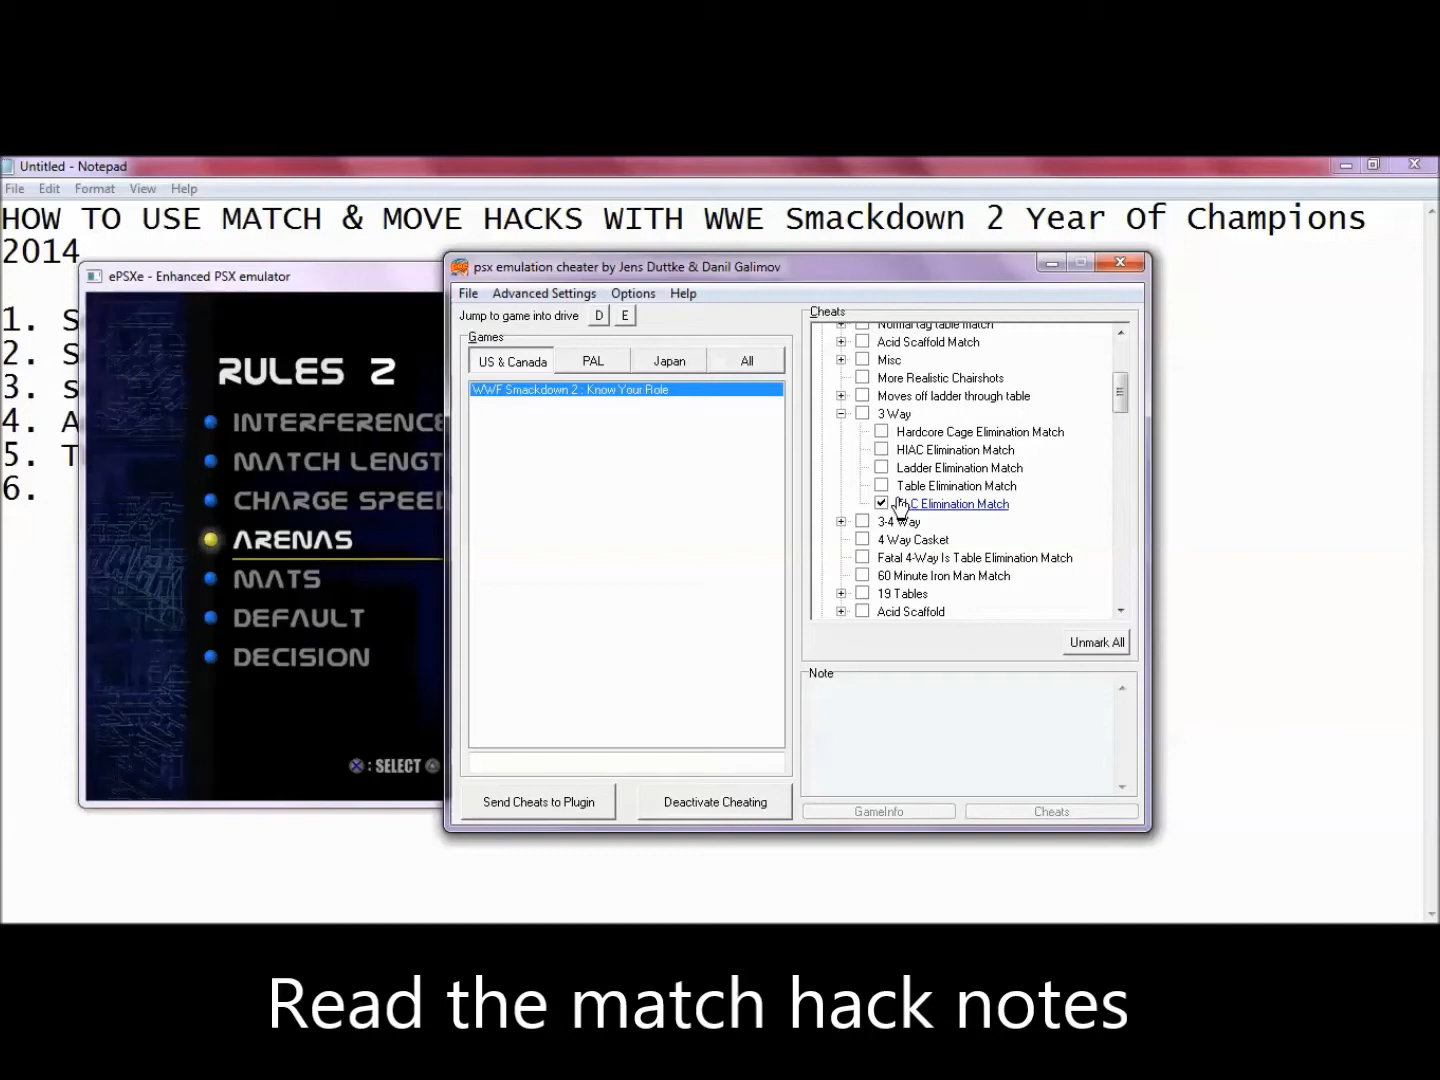 Untitled - Notepad
File Edit Format View Help
HOW TO USE MATCH & MOVE HACKS WITH WWE Smackdown 2 Year Of Champions
2014
1. S
2. S
3. s
4. A
5. T
6.
ePSXe - Enhanced PSX emulator
RULES 2
INTERFERENCE
MATCH LENGT
CHARGE SPEED
ARENAS
MATS
DEFAULT
DECISION
: SELECT
psx emulation cheater by Jens Duttke & Danil Galimov
File Advanced Settings Options Help
Jump to game into drive D E
Games
US & Canada PAL Japan All
WWF Smackdown 2 : Know Your Role
Send Cheats to Plugin Deactivate Cheating
Cheats
Normal tag table match
Acid Scaffold Match
Misc
More Realistic Chairshots
Moves off ladder through table
3 Way
Hardcore Cage Elimination Match
HIAC Elimination Match
Ladder Elimination Match
Table Elimination Match
C Elimination Match
3-4 Way
4 Way Casket
Fatal 4-Way Is Table Elimination Match
60 Minute Iron Man Match
19 Tables
Acid Scaffold
Unmark All
Note
GameInfo Cheats
Read the match hack notes